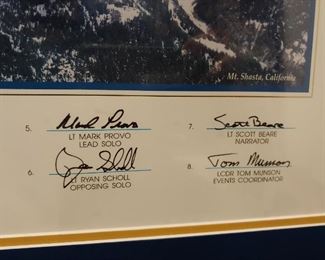 Mt. Shasta, California
5. Mark Provo
LT MARK PROVO
LEAD SOLO
6. Ryan Scholl
LT RYAN SCHOLL
OPPOSING SOLO
7. Scott Beare
LT SCOTT BEARE
NARRATOR
8. Tom Munson
LCDR TOM MUNSON
EVENTS COORDINATOR